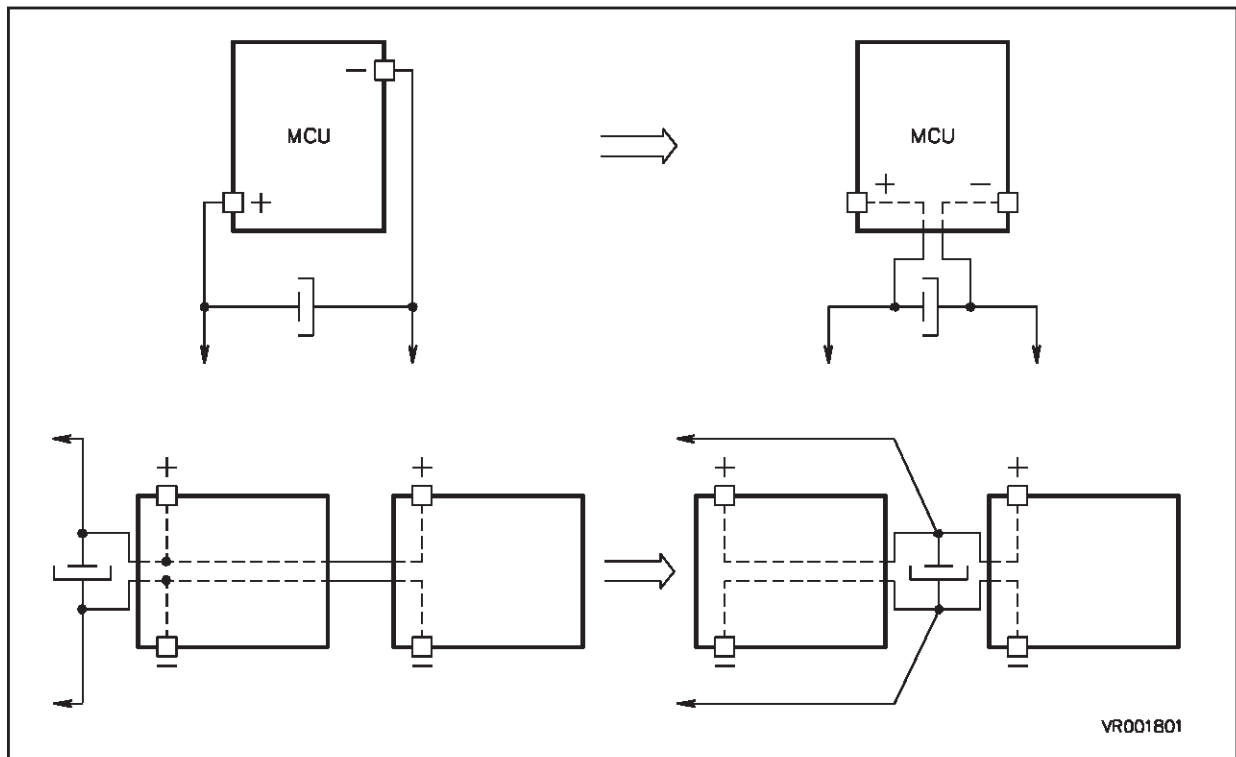 −
MCU
+
MCU
+ −
+ + + +
− − − −
VR001801